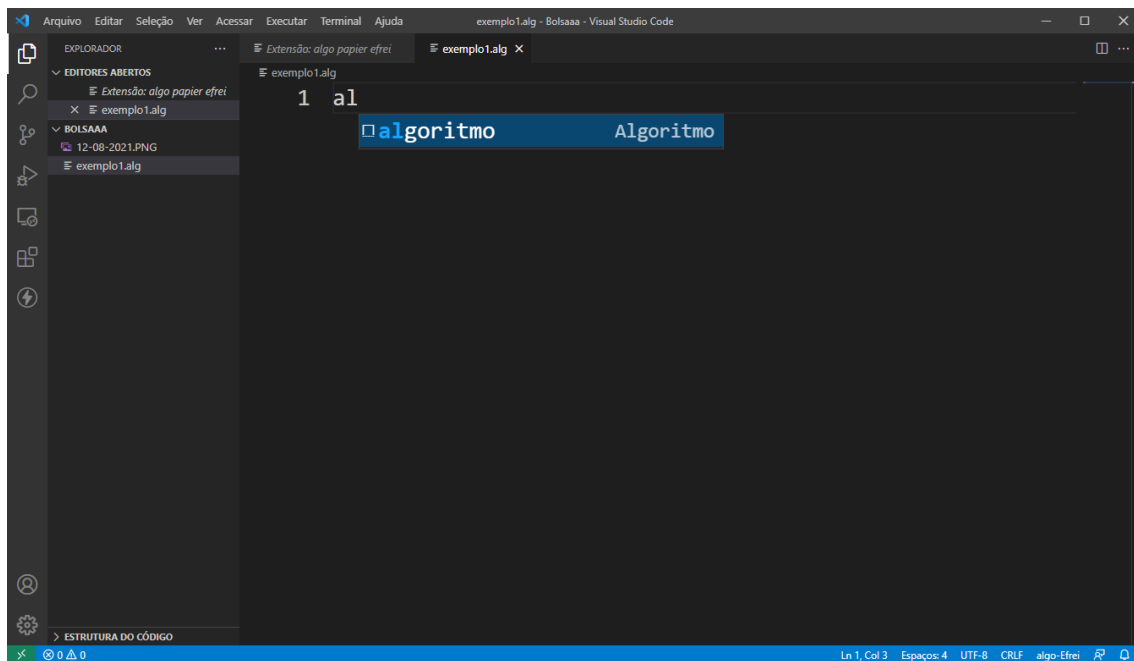 Arquivo Editar Seleção Ver Acessar Executar Terminal Ajuda exemplo1.alg - Bolsaaa - Visual Studio Code
EXPLORADOR
Extensão: algo papier efrei
exemplo1.alg
EDITORES ABERTOS
Extensão: algo papier efrei
exemplo1.alg
BOLSAAA
12-08-2021.PNG
exemplo1.alg
exemplo1.alg
1 al
algoritmo Algoritmo
ESTRUTURA DO CÓDIGO
0 0 Ln 1, Col 3 Espaços: 4 UTF-8 CRLF algo-Efrei